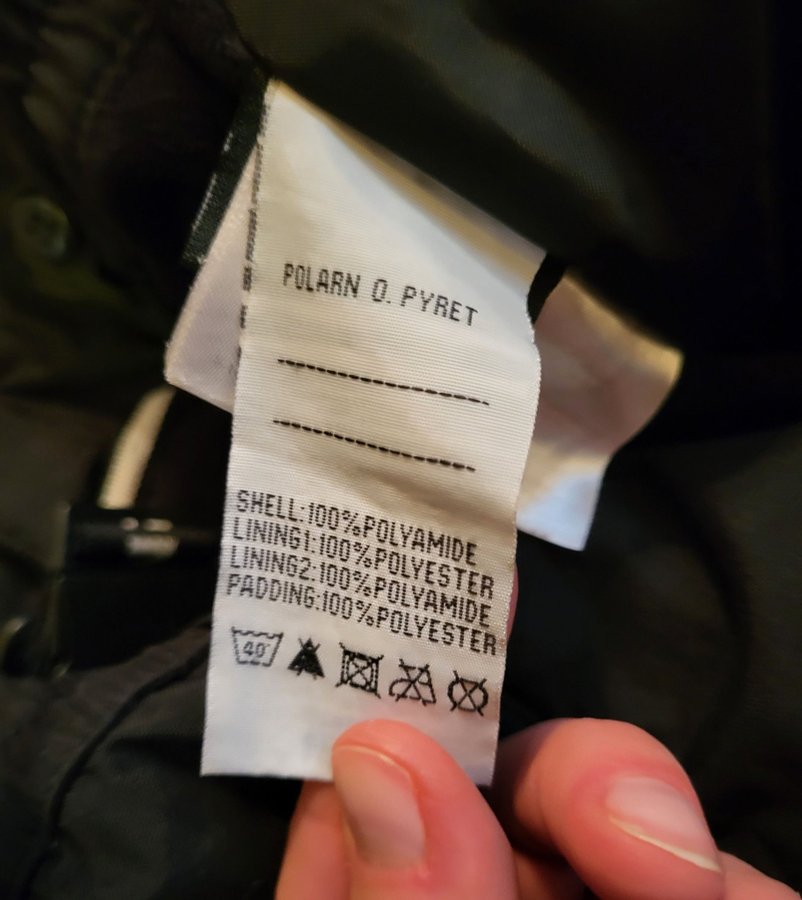 POLARN O. PYRET
SHELL:100%POLYAMIDE
LINING1:100%POLYESTER
LINING2:100%POLYAMIDE
PADDING:100%POLYESTER
40°